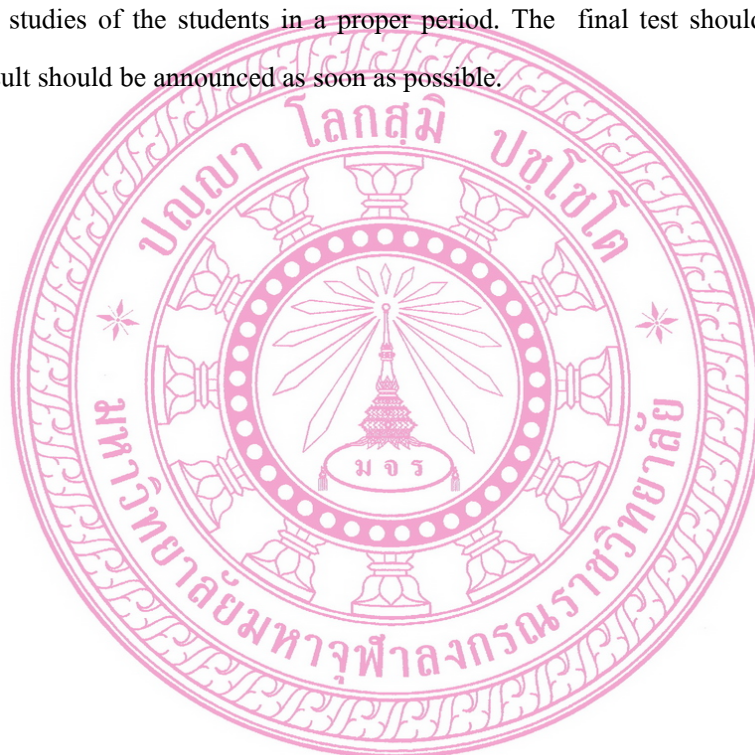 studies of the students in a proper period. The final test should
ult should be announced as soon as possible.
ปญฺญา โลกสฺมิ ปชฺโชโต
ม จ ร
มหาวิทยาลัยมหาจุฬาลงกรณราชวิทยาลัย